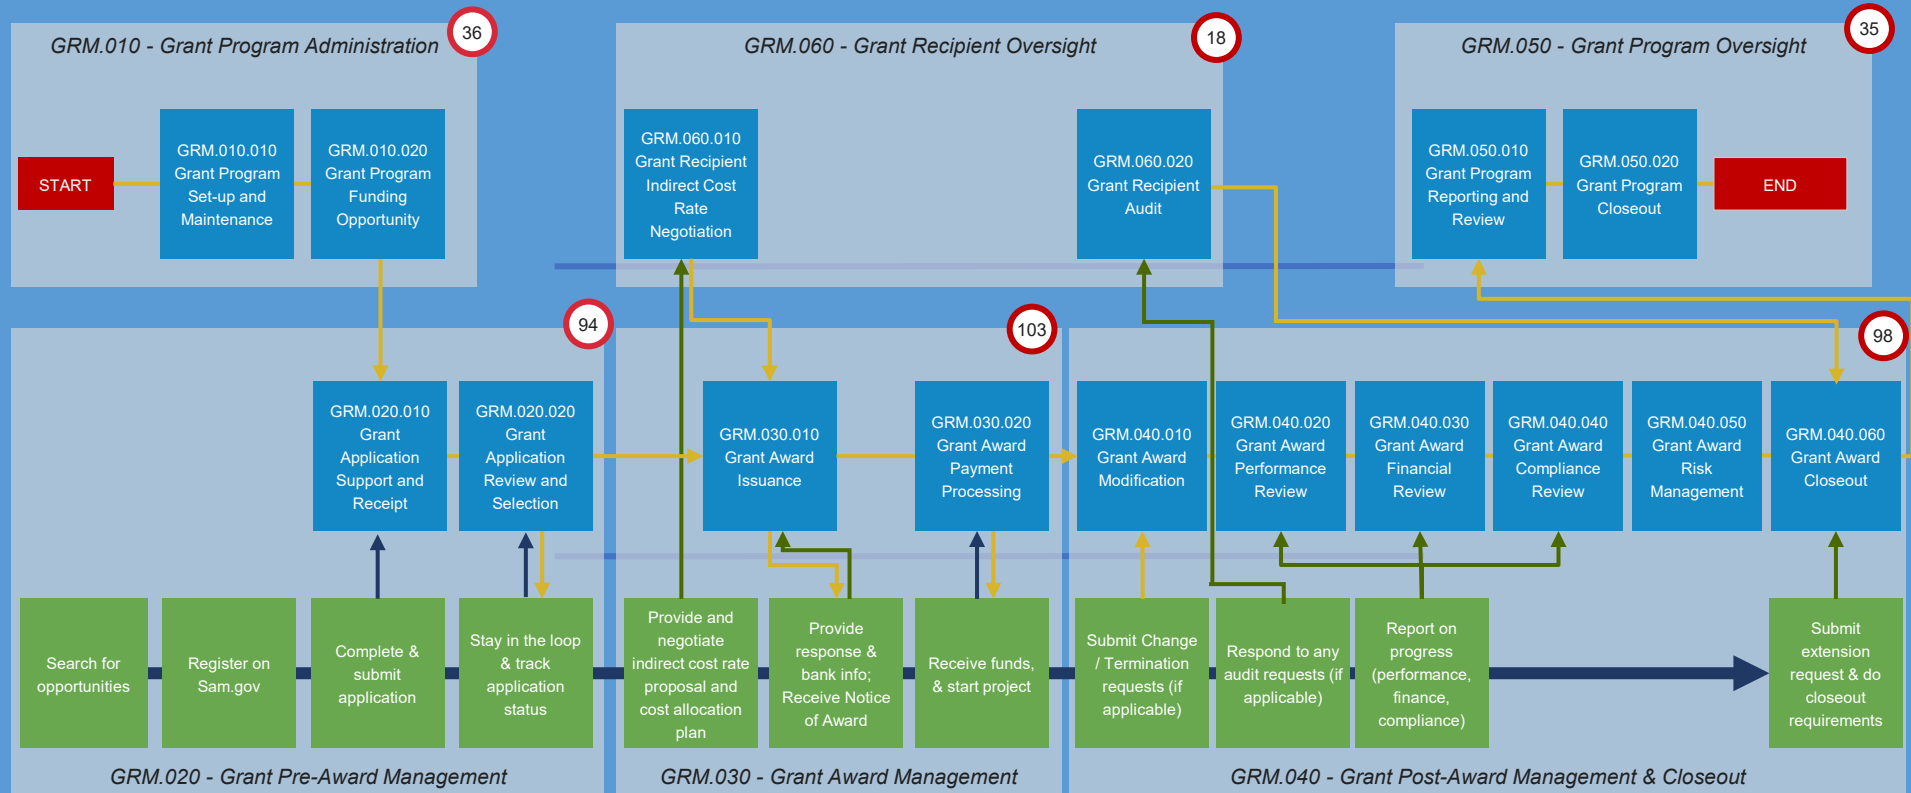 GRM.010 - Grant Program Administration
36
GRM.060 - Grant Recipient Oversight
18
GRM.050 - Grant Program Oversight
35
START
GRM.010.010
Grant Program
Set-up and
Maintenance
GRM.010.020
Grant Program
Funding
Opportunity
GRM.060.010
Grant Recipient
Indirect Cost
Rate
Negotiation
GRM.060.020
Grant Recipient
Audit
GRM.050.010
Grant Program
Reporting and
Review
GRM.050.020
Grant Program
Closeout
END
94
103
98
GRM.020.010
Grant
Application
Support and
Receipt
GRM.020.020
Grant
Application
Review and
Selection
GRM.030.010
Grant Award
Issuance
GRM.030.020
Grant Award
Payment
Processing
GRM.040.010
Grant Award
Modification
GRM.040.020
Grant Award
Performance
Review
GRM.040.030
Grant Award
Financial
Review
GRM.040.040
Grant Award
Compliance
Review
GRM.040.050
Grant Award
Risk
Management
GRM.040.060
Grant Award
Closeout
Search for
opportunities
Register on
Sam.gov
Complete &
submit
application
Stay in the loop
& track
application
status
Provide and
negotiate
indirect cost rate
proposal and
cost allocation
plan
Provide
response &
bank info;
Receive Notice
of Award
Receive funds,
& start project
Submit Change
/ Termination
requests (if
applicable)
Respond to any
audit requests (if
applicable)
Report on
progress
(performance,
finance,
compliance)
Submit
extension
request & do
closeout
requirements
GRM.020 - Grant Pre-Award Management
GRM.030 - Grant Award Management
GRM.040 - Grant Post-Award Management & Closeout